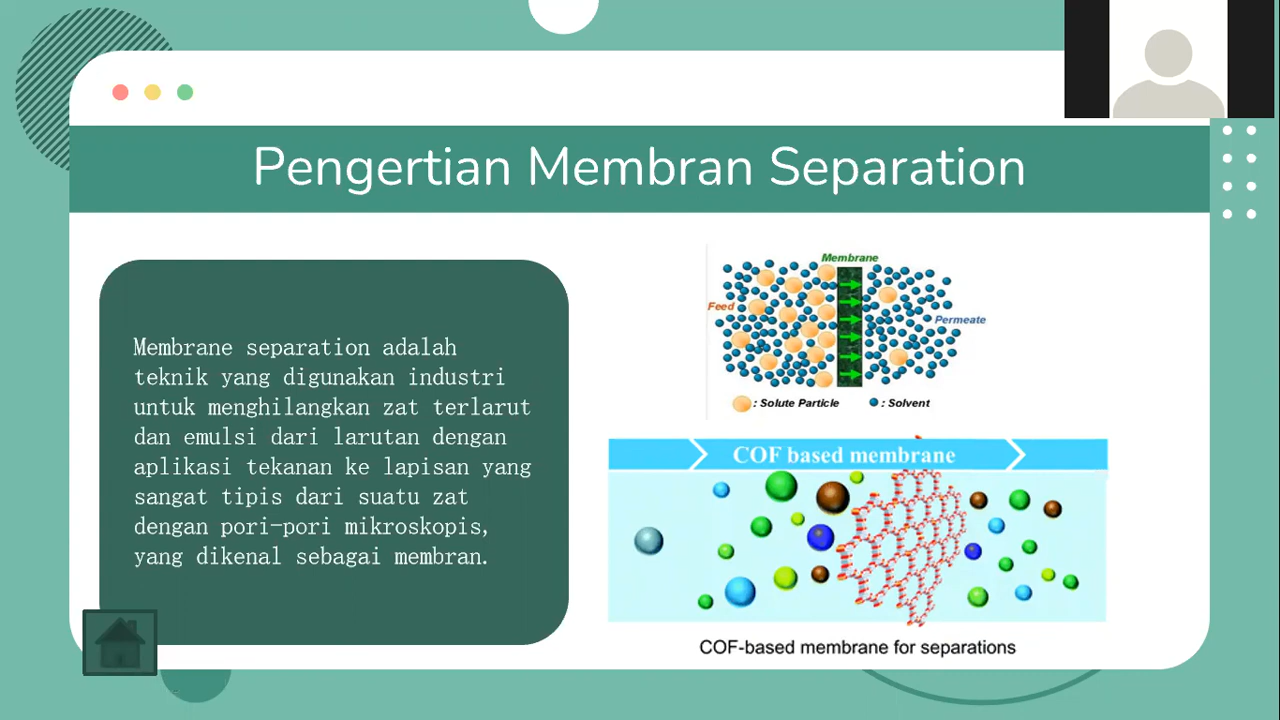 Pengertian Membran Separation
Membrane separation adalah
teknik yang digunakan industri
untuk menghilangkan zat terlarut
dan emulsi dari larutan dengan
aplikasi tekanan ke lapisan yang
sangat tipis dari suatu zat
dengan pori-pori mikroskopis,
yang dikenal sebagai membran.
Membrane
Feed
Permeate
: Solute Particle
: Solvent
COF based membrane
COF-based membrane for separations